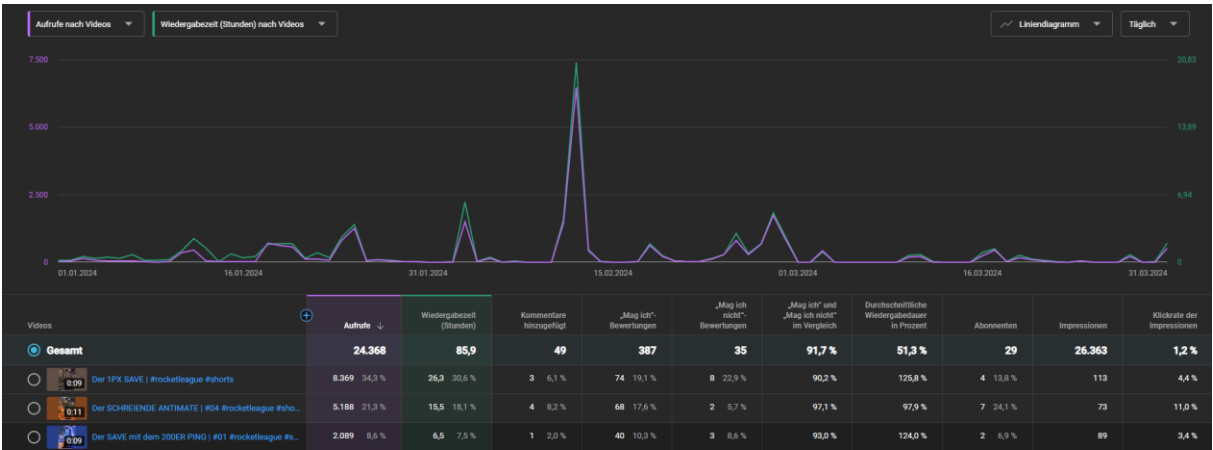 Aufrufe nach Videos
Wiedergabezeit (Stunden) nach Videos
Liniendiagramm
Täglich
7.500
20,83
5.000
13,89
2.500
6,94
0
0
01.01.2024
16.01.2024
31.01.2024
15.02.2024
01.03.2024
16.03.2024
31.03.2024
Videos
Aufrufe
Wiedergabezeit
(Stunden)
Kommentare
hinzugefügt
„Mag ich"-
Bewertungen
„Mag ich
nicht"-
Bewertungen
„Mag ich" und
„Mag ich nicht"
im Vergleich
Durchschnittliche
Wiedergabedauer
in Prozent
Abonnenten
Impressionen
Klickrate der
Impressionen
Gesamt 24.368 85,9 49 387 35 91,7 % 51,3 % 29 26.363 1,2 %
0:09 Der 1PX SAVE | #rocketleague #shorts 8.369 34,3 % 26,3 30,6 % 3 6,1 % 74 19,1 % 8 22,9 % 90,2 % 125,8 % 4 13,8 % 113 4,4 %
0:11 Der SCHREIENDE ANTIMATE | #04 #rocketleague #sho... 5.188 21,3 % 15,5 18,1 % 4 8,2 % 68 17,6 % 2 5,7 % 97,1 % 97,9 % 7 24,1 % 73 11,0 %
0:09 Der SAVE mit dem 200ER PING | #01 #rocketleague #s... 2.089 8,6 % 6,5 7,5 % 1 2,0 % 40 10,3 % 3 8,6 % 93,0 % 124,0 % 2 6,9 % 89 3,4 %